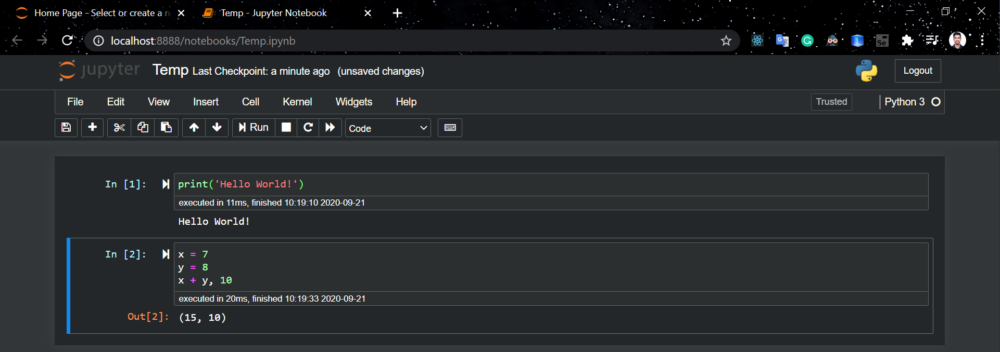 Home Page - Select or create a n
Temp - Jupyter Notebook
localhost:8888/notebooks/Temp.ipynb
G
G
Se
jupyter Temp Last Checkpoint: a minute ago (unsaved changes)
Logout
File Edit View Insert Cell Kernel Widgets Help
Trusted
Python 3
Run
Code
In [1]: print('Hello World!')
executed in 11ms, finished 10:19:10 2020-09-21
Hello World!
In [2]: x = 7
y = 8
x + y, 10
executed in 20ms, finished 10:19:33 2020-09-21
Out[2]: (15, 10)